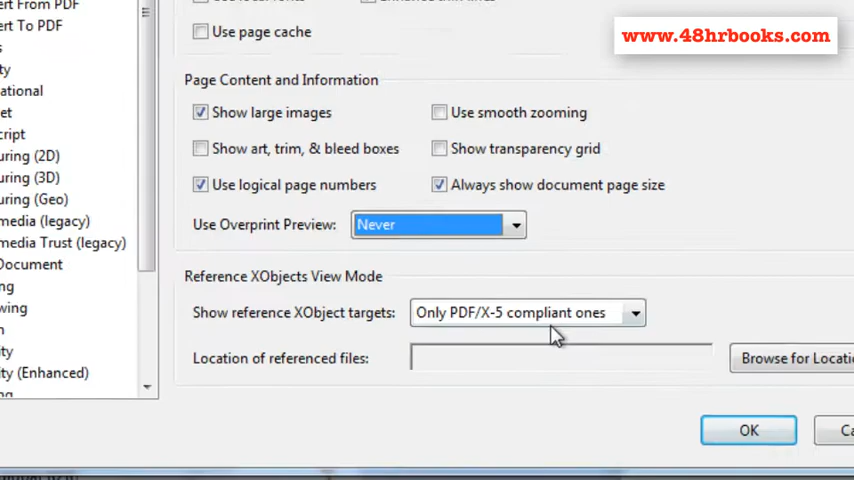 ert From PDF
www.48hrbooks.com
ert To PDF
Use page cache
Page Content and Information
Show large images
Use smooth zooming
Show art, trim, & bleed boxes
Show transparency grid
Use logical page numbers
Always show document page size
Use Overprint Preview: Never
Reference XObjects View Mode
Show reference XObject targets: Only PDF/X-5 compliant ones
Location of referenced files:
Browse for Locatio
OK
Ca
ty
ational
et
cript
uring (2D)
uring (3D)
uring (Geo)
media (legacy)
media Trust (legacy)
Document
ng
wing
n
ity
ity (Enhanced)